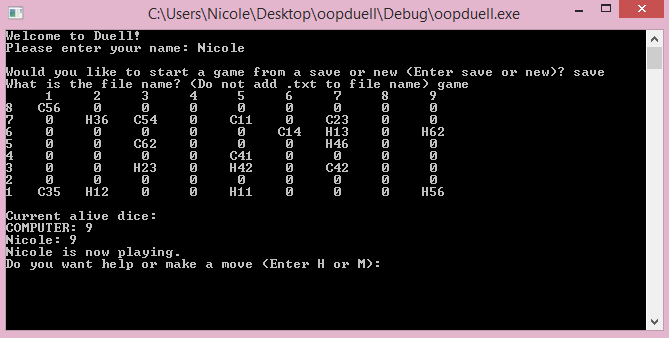 C:\Users\Nicole\Desktop\oopduell\Debug\oopduell.exe
Welcome to Duell!
Please enter your name: Nicole
Would you like to start a game from a save or new (Enter save or new)? save
What is the file name? (Do not add .txt to file name) game
1 2 3 4 5 6 7 8 9
8 C56 0 0 0 0 0 0 0 0
7 0 H36 C54 0 C11 0 C23 0 0
6 0 0 0 0 0 C14 H13 0 H62
5 0 0 C62 0 0 0 H46 0 0
4 0 0 0 0 C41 0 0 0 0
3 0 0 H23 0 H42 0 C42 0 0
2 0 0 0 0 0 0 0 0 0
1 C35 H12 0 0 H11 0 0 0 H56
Current alive dice:
COMPUTER: 9
Nicole: 9
Nicole is now playing.
Do you want help or make a move (Enter H or M):